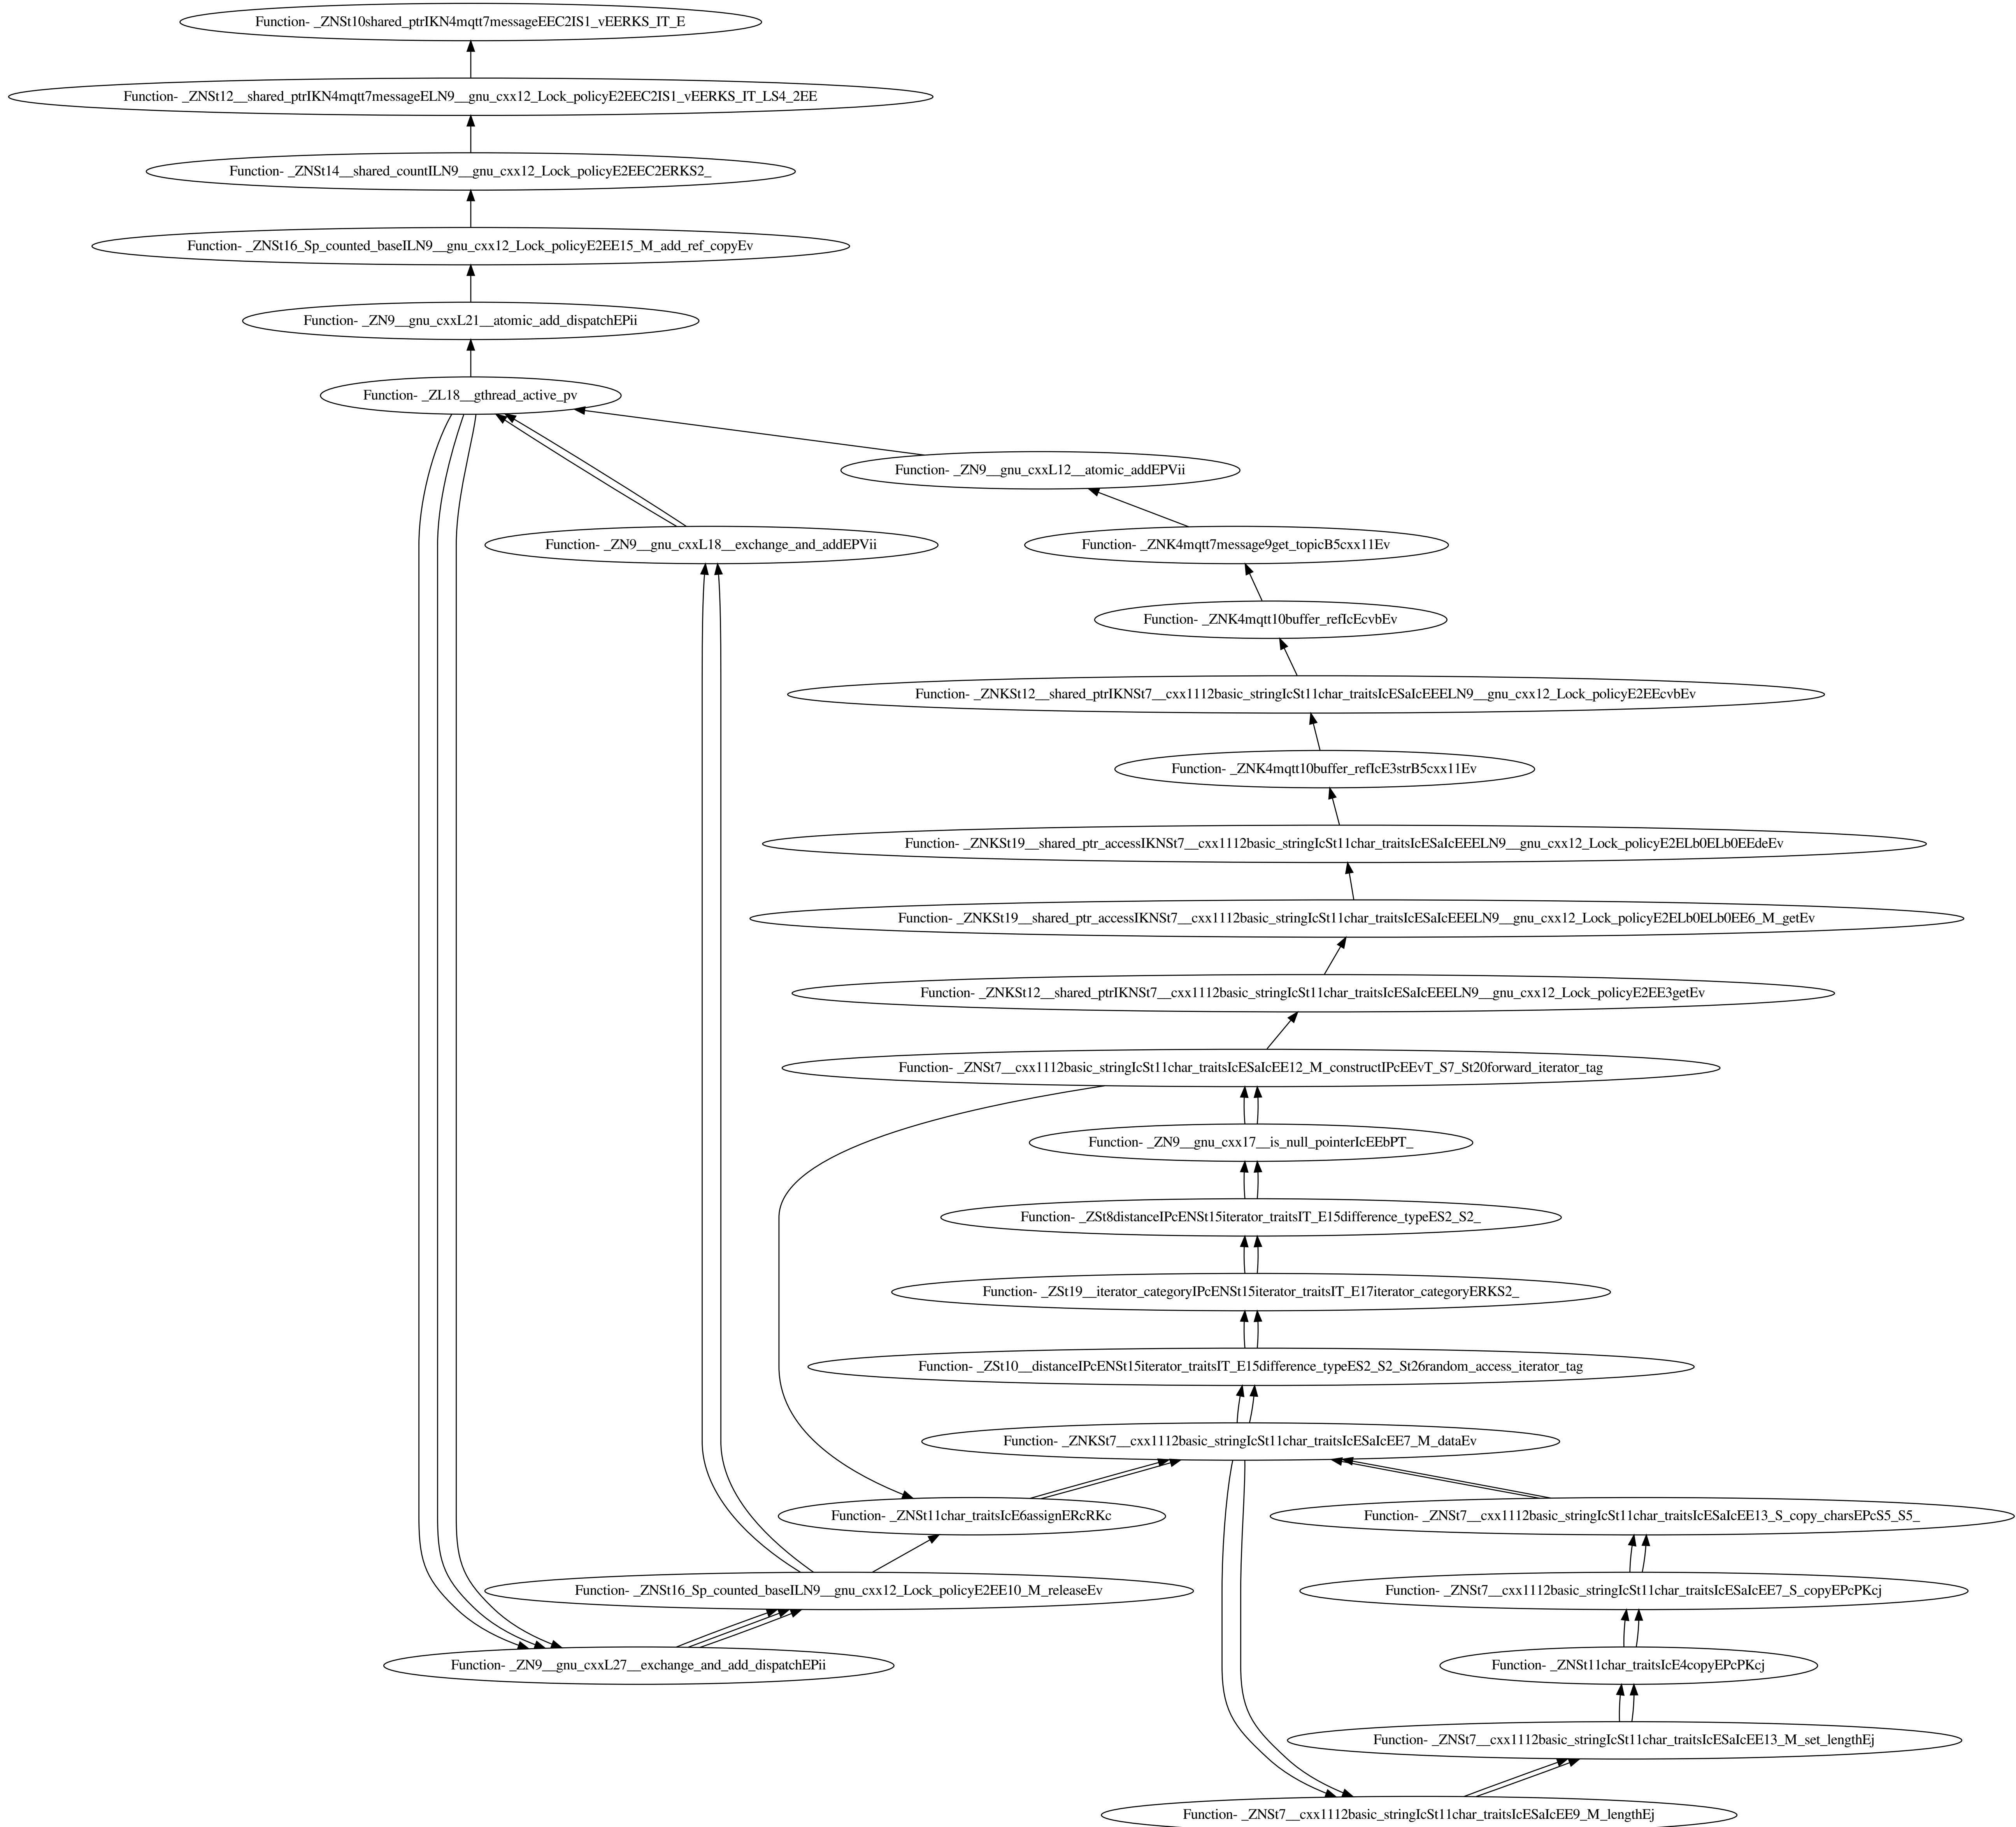 Function- _ZNSt10shared_ptrIKN4mqtt7messageEEC2IS1_vEERKS_IT_E
Function- _ZNSt12__shared_ptrIKN4mqtt7messageELN9__gnu_cxx12_Lock_policyE2EEC2IS1_vEERKS_IT_LS4_2EE
Function- _ZNSt14__shared_countILN9__gnu_cxx12_Lock_policyE2EEC2ERKS2_
Function- _ZNSt16_Sp_counted_baseILN9__gnu_cxx12_Lock_policyE2EE15_M_add_ref_copyEv
Function- _ZN9__gnu_cxxL21__atomic_add_dispatchEPii
Function- _ZL18__gthread_active_pv
Function- _ZN9__gnu_cxxL12__atomic_addEPVii
Function- _ZN9__gnu_cxxL18__exchange_and_addEPVii
Function- _ZNK4mqtt7message9get_topicB5cxx11Ev
Function- _ZNK4mqtt10buffer_refIcEcvbEv
Function- _ZNKSt12__shared_ptrIKNSt7__cxx1112basic_stringIcSt11char_traitsIcESaIcEEELN9__gnu_cxx12_Lock_policyE2EEcvbEv
Function- _ZNK4mqtt10buffer_refIcE3strB5cxx11Ev
Function- _ZNKSt19__shared_ptr_accessIKNSt7__cxx1112basic_stringIcSt11char_traitsIcESaIcEEELN9__gnu_cxx12_Lock_policyE2ELb0ELb0EEdeEv
Function- _ZNKSt19__shared_ptr_accessIKNSt7__cxx1112basic_stringIcSt11char_traitsIcESaIcEEELN9__gnu_cxx12_Lock_policyE2ELb0ELb0EE6_M_getEv
Function- _ZNKSt12__shared_ptrIKNSt7__cxx1112basic_stringIcSt11char_traitsIcESaIcEEELN9__gnu_cxx12_Lock_policyE2EE3getEv
Function- _ZNSt7__cxx1112basic_stringIcSt11char_traitsIcESaIcEE12_M_constructIPcEEvT_S7_St20forward_iterator_tag
Function- _ZN9__gnu_cxx17__is_null_pointerIcEEbPT_
Function- _ZSt8distanceIPcENSt15iterator_traitsIT_E15difference_typeES2_S2_
Function- _ZSt19__iterator_categoryIPcENSt15iterator_traitsIT_E17iterator_categoryERKS2_
Function- _ZSt10__distanceIPcENSt15iterator_traitsIT_E15difference_typeES2_S2_St26random_access_iterator_tag
Function- _ZNKSt7__cxx1112basic_stringIcSt11char_traitsIcESaIcEE7_M_dataEv
Function- _ZNSt11char_traitsIcE6assignERcRKc
Function- _ZNSt7__cxx1112basic_stringIcSt11char_traitsIcESaIcEE13_S_copy_charsEPcS5_S5_
Function- _ZNSt16_Sp_counted_baseILN9__gnu_cxx12_Lock_policyE2EE10_M_releaseEv
Function- _ZNSt7__cxx1112basic_stringIcSt11char_traitsIcESaIcEE7_S_copyEPcPKcj
Function- _ZN9__gnu_cxxL27__exchange_and_add_dispatchEPii
Function- _ZNSt11char_traitsIcE4copyEPcPKcj
Function- _ZNSt7__cxx1112basic_stringIcSt11char_traitsIcESaIcEE13_M_set_lengthEj
Function- _ZNSt7__cxx1112basic_stringIcSt11char_traitsIcESaIcEE9_M_lengthEj